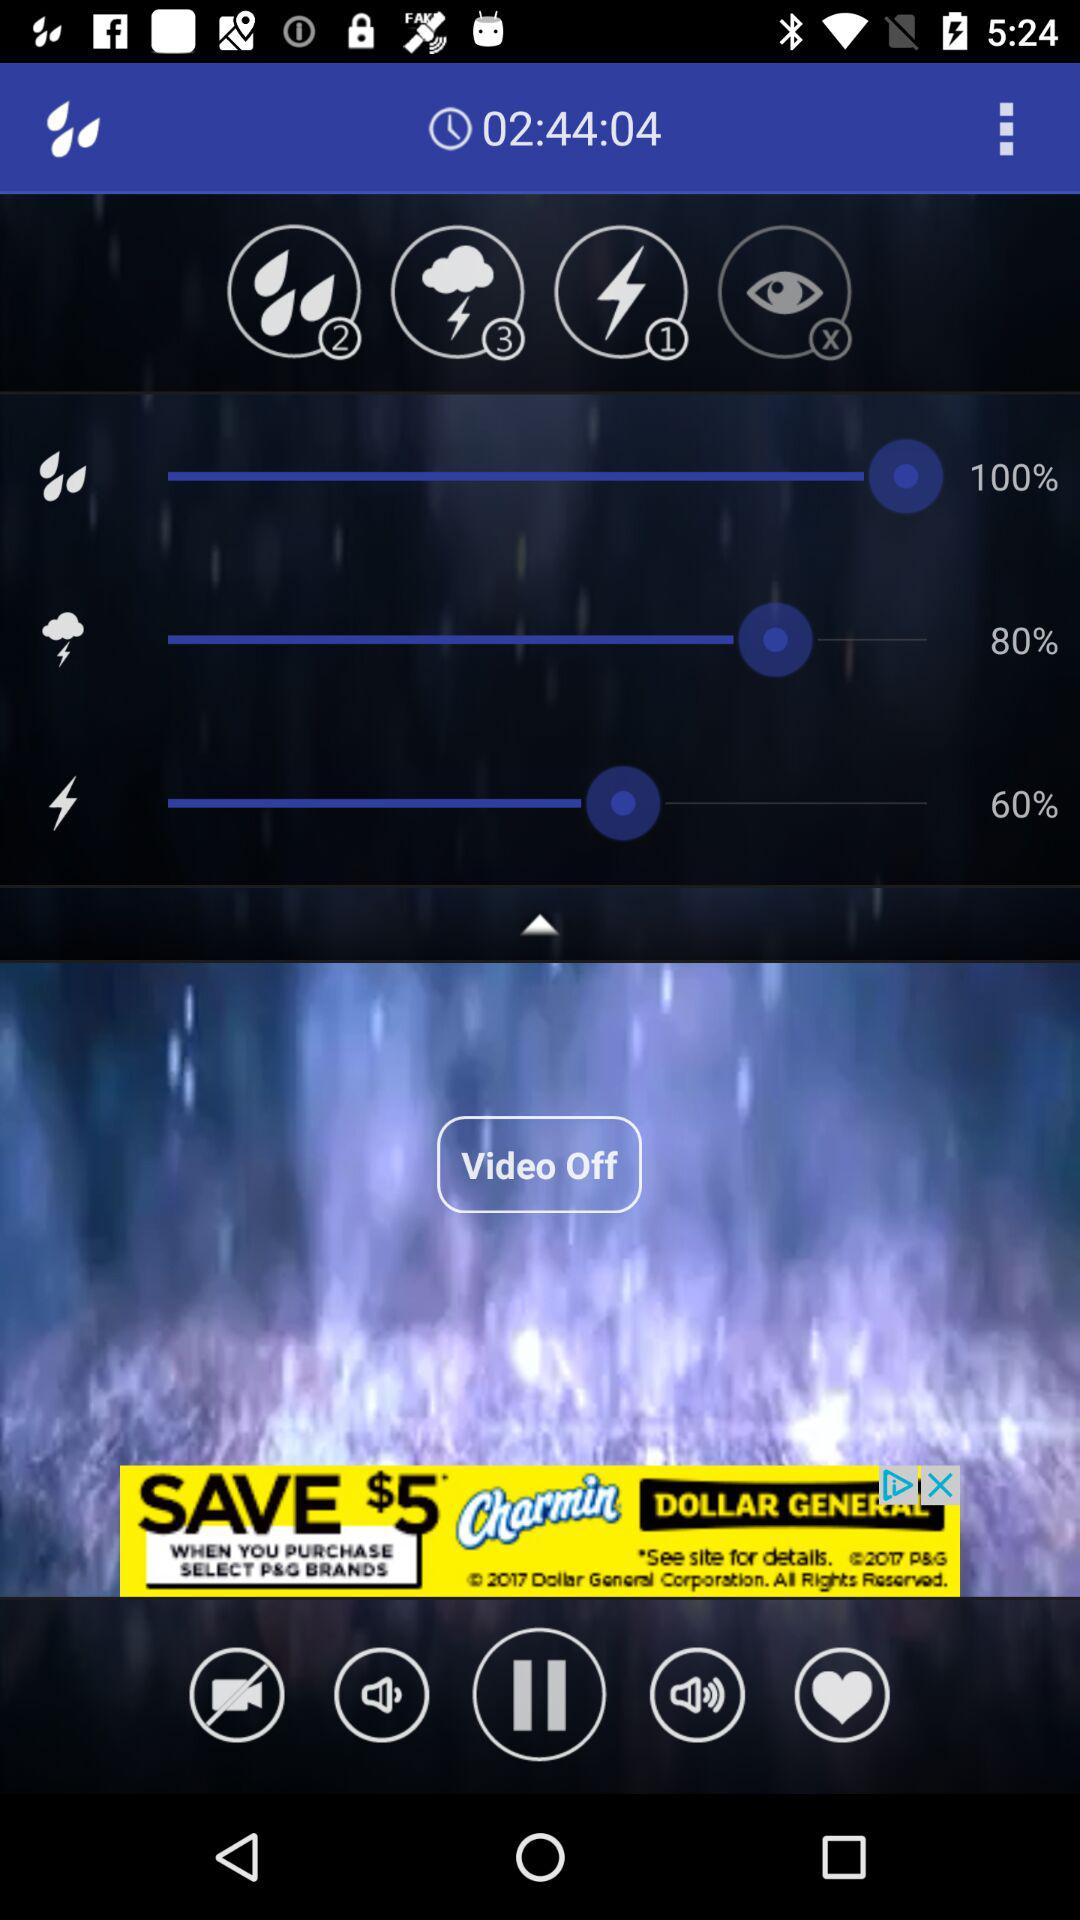 FAKE
5:24
02:44:04
2
3
1
X
100%
80%
60%
Video Off
SAVE $5*
WHEN YOU PURCHASE
SELECT P&G BRANDS
Charmin
DOLLAR GENERAL
*See site for details. ©2017 P&G
© 2017 Dollar General Corporation. All Rights Reserved.